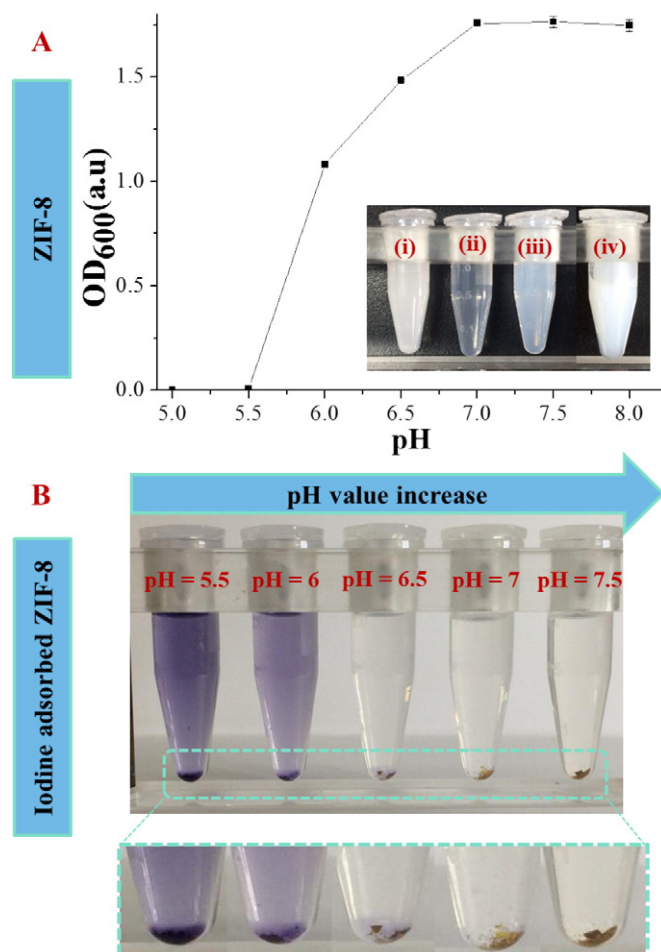 A
ZIF-8
OD600(a.u)
1.5
1.0
0.5
0.0
(i)
(ii)
(iii)
(iv)
5.0
5.5
6.0
6.5
7.0
7.5
8.0
pH
B
pH value increase
Iodine adsorbed ZIF-8
pH = 5.5
pH = 6
pH = 6.5
pH = 7
pH = 7.5